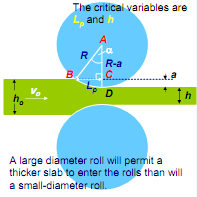 The critical variables are
Lp and h
A
α
R
R-a
B
C
a
Lp
D
vo
ho
h
A large diameter roll will permit a
thicker slab to enter the rolls than will
a small-diameter roll.